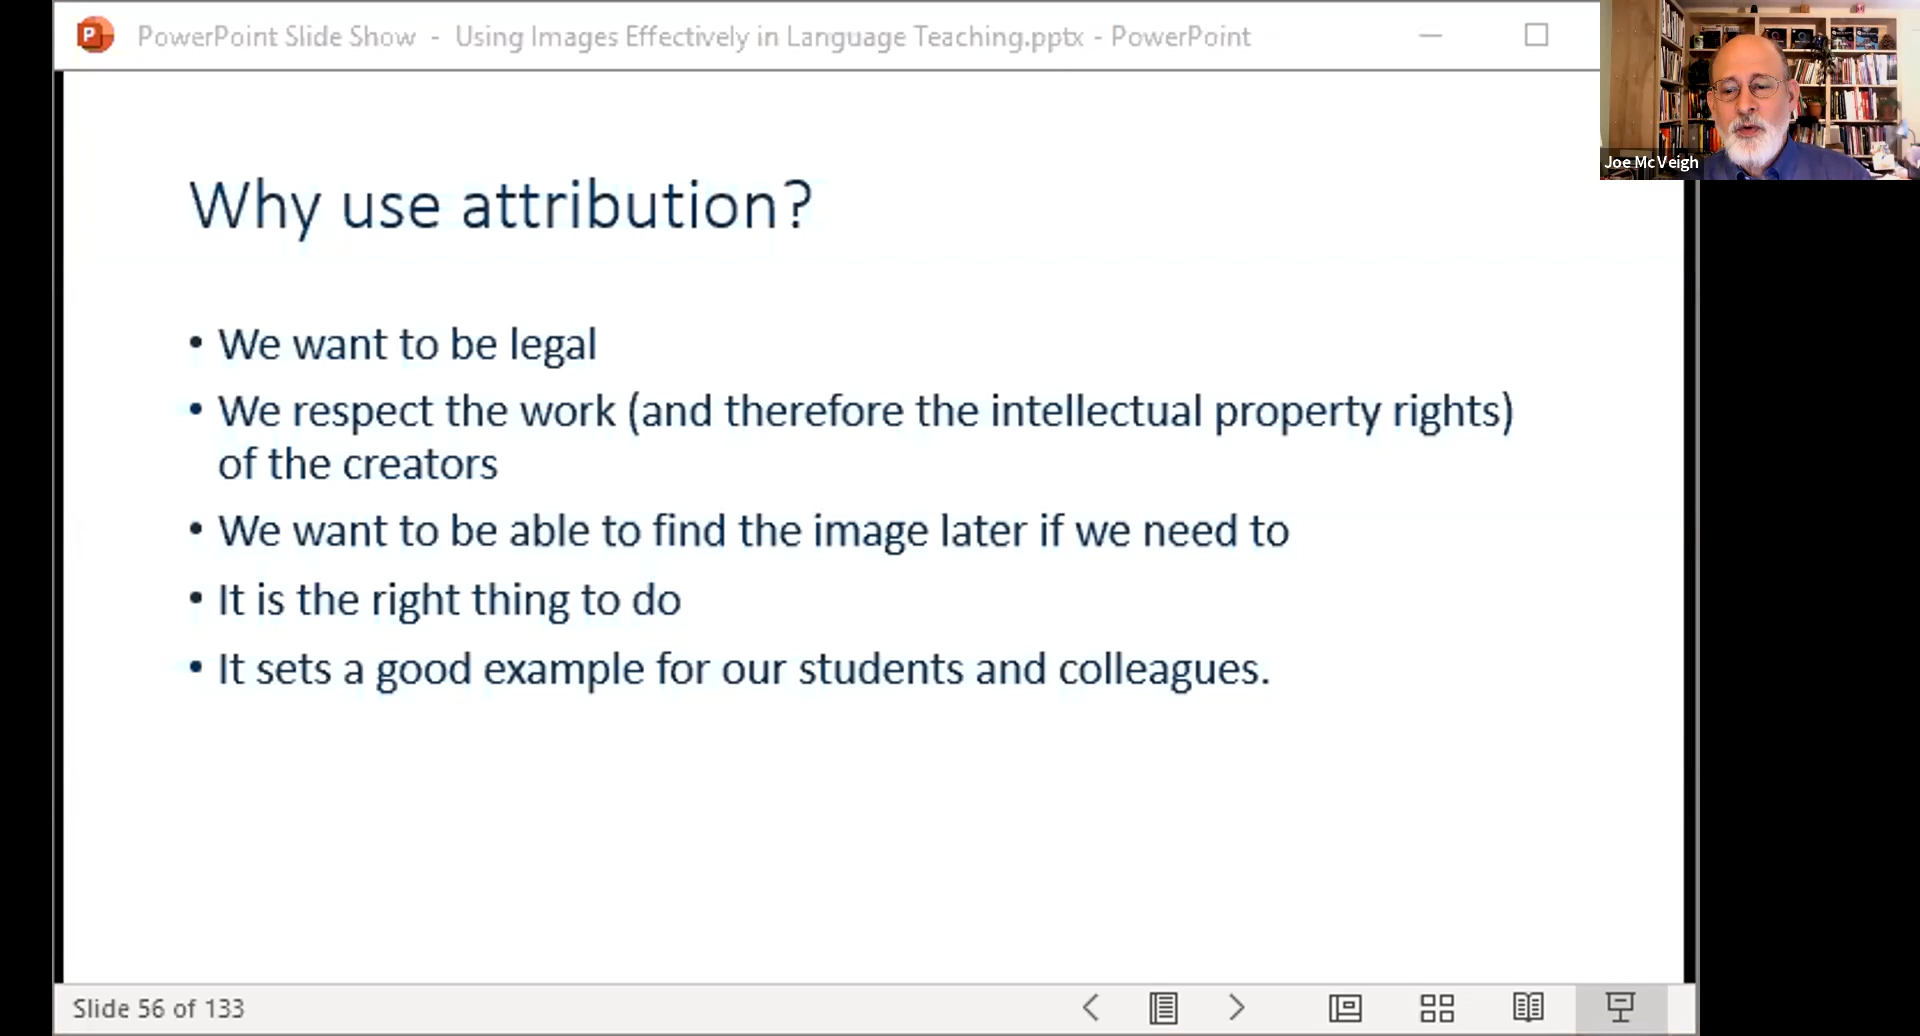 PowerPoint Slide Show - Using Images Effectively in Language Teaching.pptx - PowerPoint
Joe McVeigh
Why use attribution?
• We want to be legal
• We respect the work (and therefore the intellectual property rights)
of the creators
• We want to be able to find the image later if we need to
• It is the right thing to do
• It sets a good example for our students and colleagues.
Slide 56 of 133